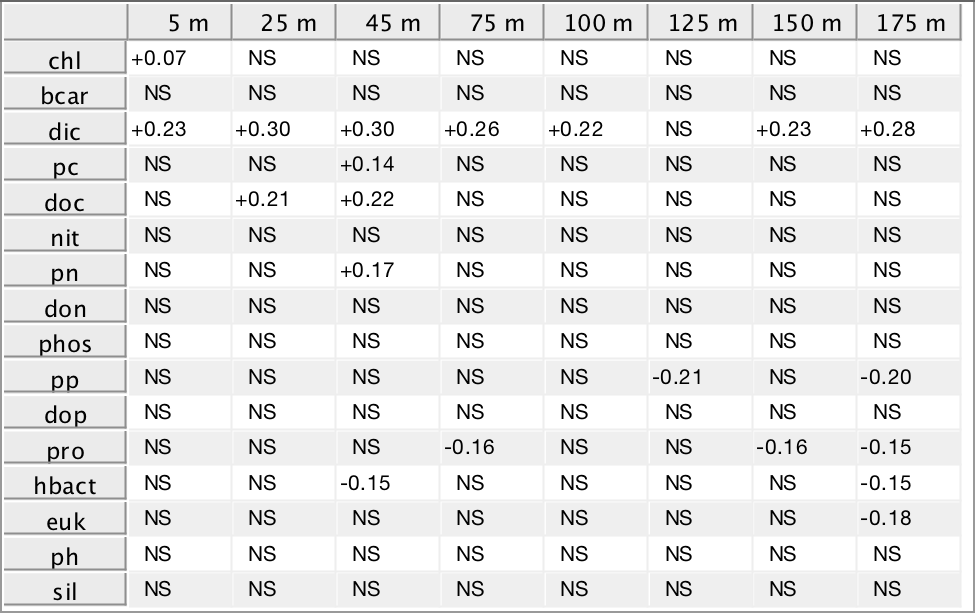 5 m 25 m 45 m 75 m 100 m 125 m 150 m 175 m
chl +0.07 NS NS NS NS NS NS NS
bcar NS NS NS NS NS NS NS NS
dic +0.23 +0.30 +0.30 +0.26 +0.22 NS +0.23 +0.28
pc NS NS +0.14 NS NS NS NS NS
doc NS +0.21 +0.22 NS NS NS NS NS
nit NS NS NS NS NS NS NS NS
pn NS NS +0.17 NS NS NS NS NS
don NS NS NS NS NS NS NS NS
phos NS NS NS NS NS NS NS NS
pp NS NS NS NS NS -0.21 NS -0.20
dop NS NS NS NS NS NS NS NS
pro NS NS NS -0.16 NS NS -0.16 -0.15
hbact NS NS -0.15 NS NS NS NS -0.15
euk NS NS NS NS NS NS NS -0.18
ph NS NS NS NS NS NS NS NS
sil NS NS NS NS NS NS NS NS